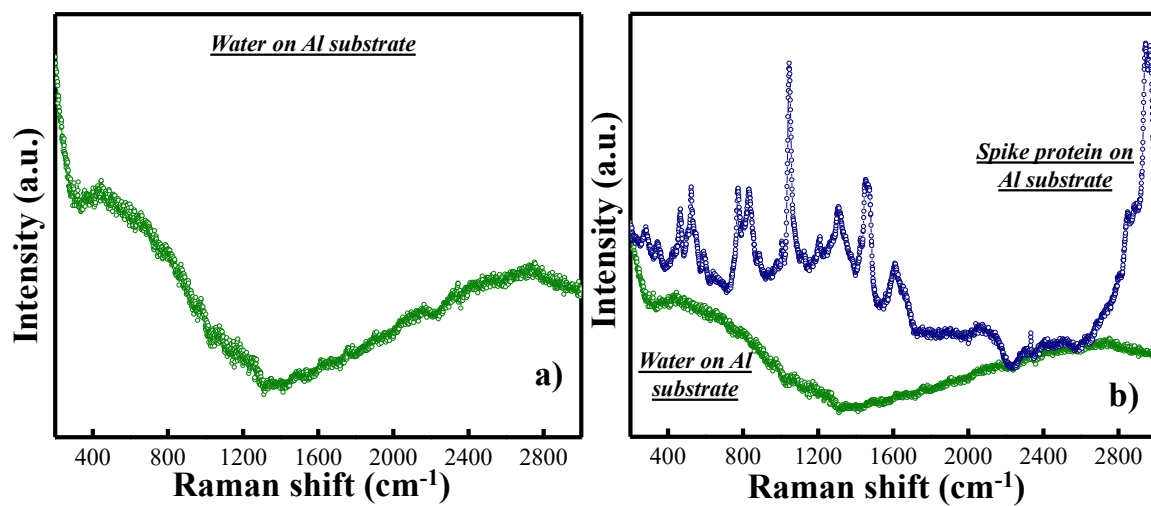 Water on Al substrate
Intensity (a.u.)
a)
400 800 1200 1600 2000 2400 2800
Raman shift (cm⁻¹)
Spike protein on
Al substrate
Intensity (a.u.)
Water on Al
substrate
b)
400 800 1200 1600 2000 2400 2800
Raman shift (cm⁻¹)